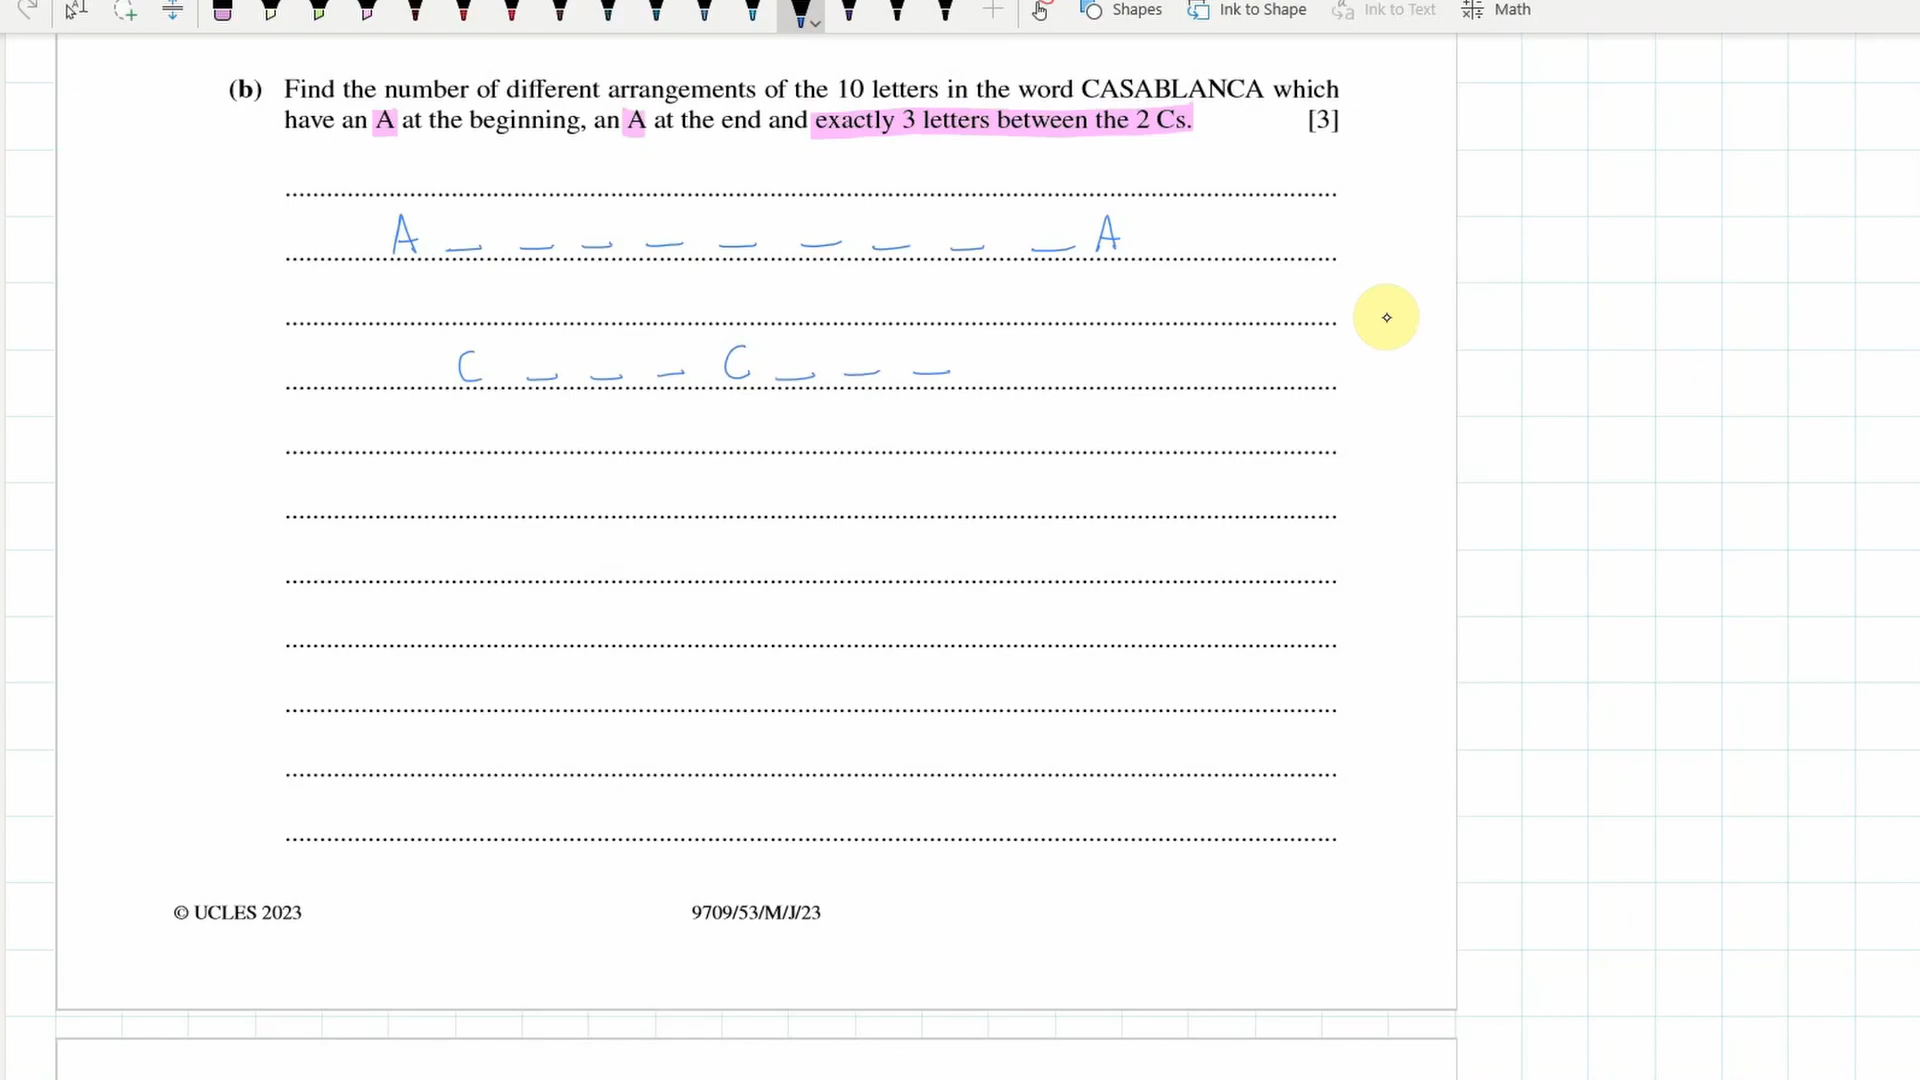 Shapes Ink to Shape Ink to Text Math
(b) Find the number of different arrangements of the 10 letters in the word CASABLANCA which
have an A at the beginning, an A at the end and exactly 3 letters between the 2 Cs. [3]
A _ _ _ _ _ _ _ _ _ A
C _ _ _ C _ _ _
© UCLES 2023 9709/53/M/J/23